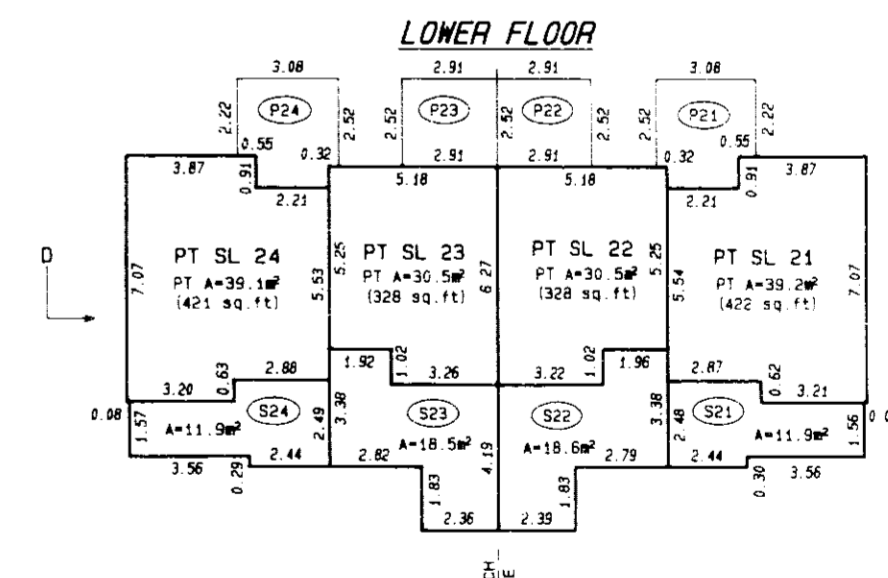 LOWER FLOOR
3.08 2.91 2.91 3.08
2.22 P24 2.52 2.52 P23 2.52 P22 2.52 2.52 P21 2.22
0.55 0.32 2.91 2.91 0.32 0.55
3.87 0.91 5.18 5.18 0.91 3.87
2.21 2.21
D
PT SL 24 PT SL 23 PT SL 22 PT SL 21
PT A=39.1m² PT A=30.5m² PT A=30.5m² PT A=39.2m²
(421 sq.ft) (328 sq.ft) (328 sq.ft) (422 sq.ft)
7.07 5.53 5.25 6.27 5.25 5.54 7.07
1.92 1.02 1.02 1.96
3.20 0.63 2.88 3.26 3.22 2.87 0.62 3.21
0.08 1.57 S24 2.49 3.38 S23 S22 3.38 2.48 S21 1.56
A=11.9m² A=18.5m² A=18.6m² A=11.9m²
3.56 0.29 2.44 2.82 4.19 2.79 2.44 0.30 3.56
1.83 1.83
2.36 2.39